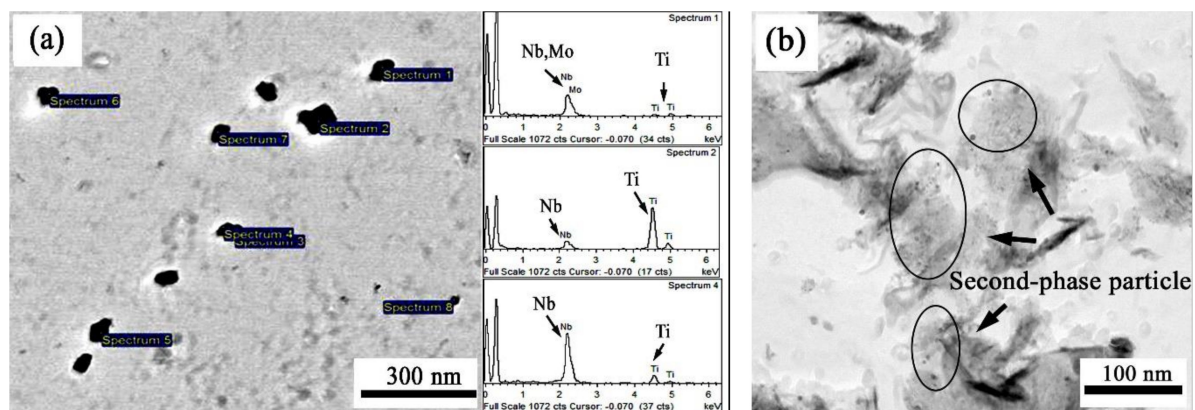 (a)
Spectrum 1
Spectrum 6
Spectrum 2
Spectrum 7
Spectrum 4
Spectrum 3
Spectrum 8
Spectrum 5
300 nm
Spectrum 1
Nb,Mo
Ti
Nb
Mo
Ti Ti
0 1 2 3 4 5 6
Full Scale 1072 cts Cursor: -0.070 (34 cts) keV
Spectrum 2
Ti
Nb
Ti
Nb
Ti
0 1 2 3 4 5 6
Full Scale 1072 cts Cursor: -0.070 (17 cts) keV
Spectrum 4
Nb
Nb
Ti
Ti Ti
0 1 2 3 4 5 6
Full Scale 1072 cts Cursor: -0.070 (37 cts) keV
(b)
Second-phase particle
100 nm